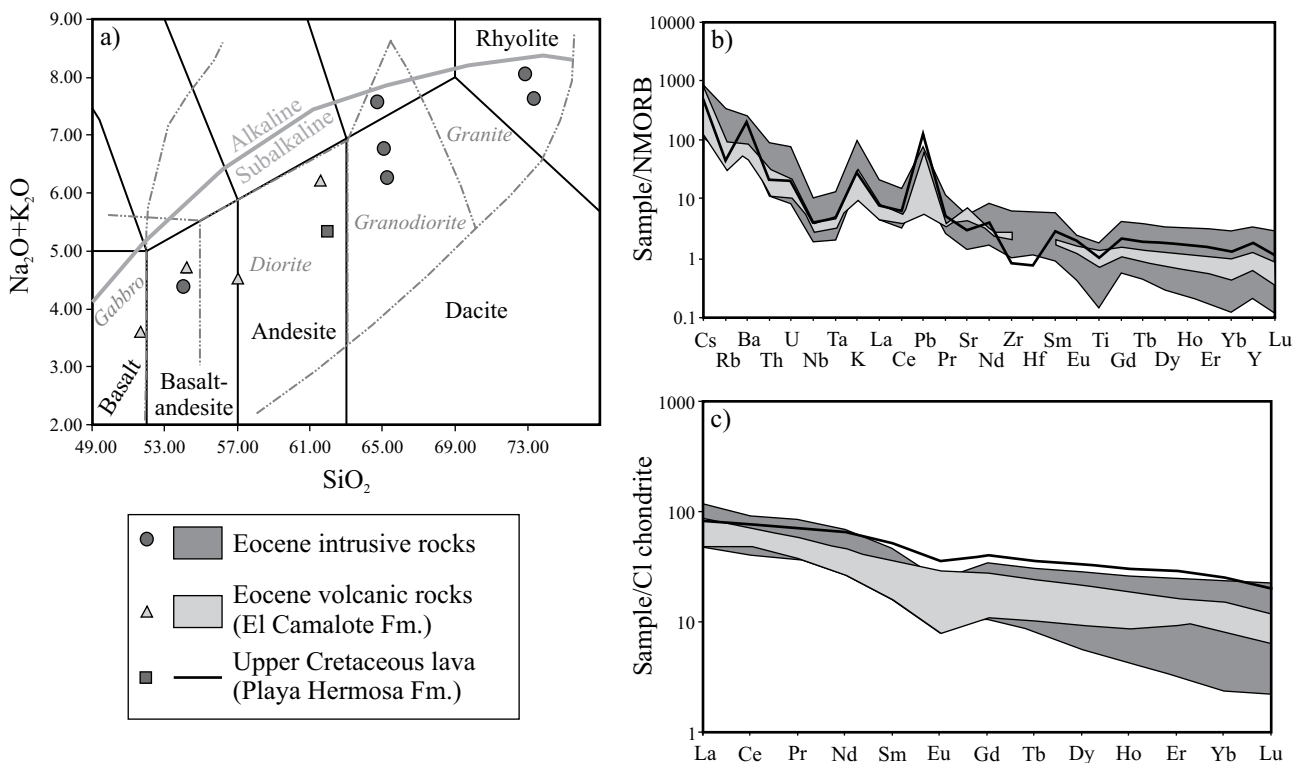 a)
Na₂O+K₂O
9.00
8.00
7.00
6.00
5.00
4.00
3.00
2.00
49.00 53.00 57.00 61.00 65.00 69.00 73.00
SiO₂
Rhyolite
Alkaline
Subalkaline
Granite
Granodiorite
Diorite
Gabbro
Dacite
Andesite
Basalt-
andesite
Basalt
Eocene intrusive rocks
Eocene volcanic rocks
(El Camalote Fm.)
Upper Cretaceous lava
(Playa Hermosa Fm.)
b)
Sample/NMORB
10000
1000
100
10
1
0.1
Cs Ba U Ta La Pb Sr Zr Sm Ti Tb Ho Yb Lu
Rb Th Nb K Ce Pr Nd Hf Eu Gd Dy Er Y
c)
Sample/Cl chondrite
1000
100
10
1
La Ce Pr Nd Sm Eu Gd Tb Dy Ho Er Yb Lu